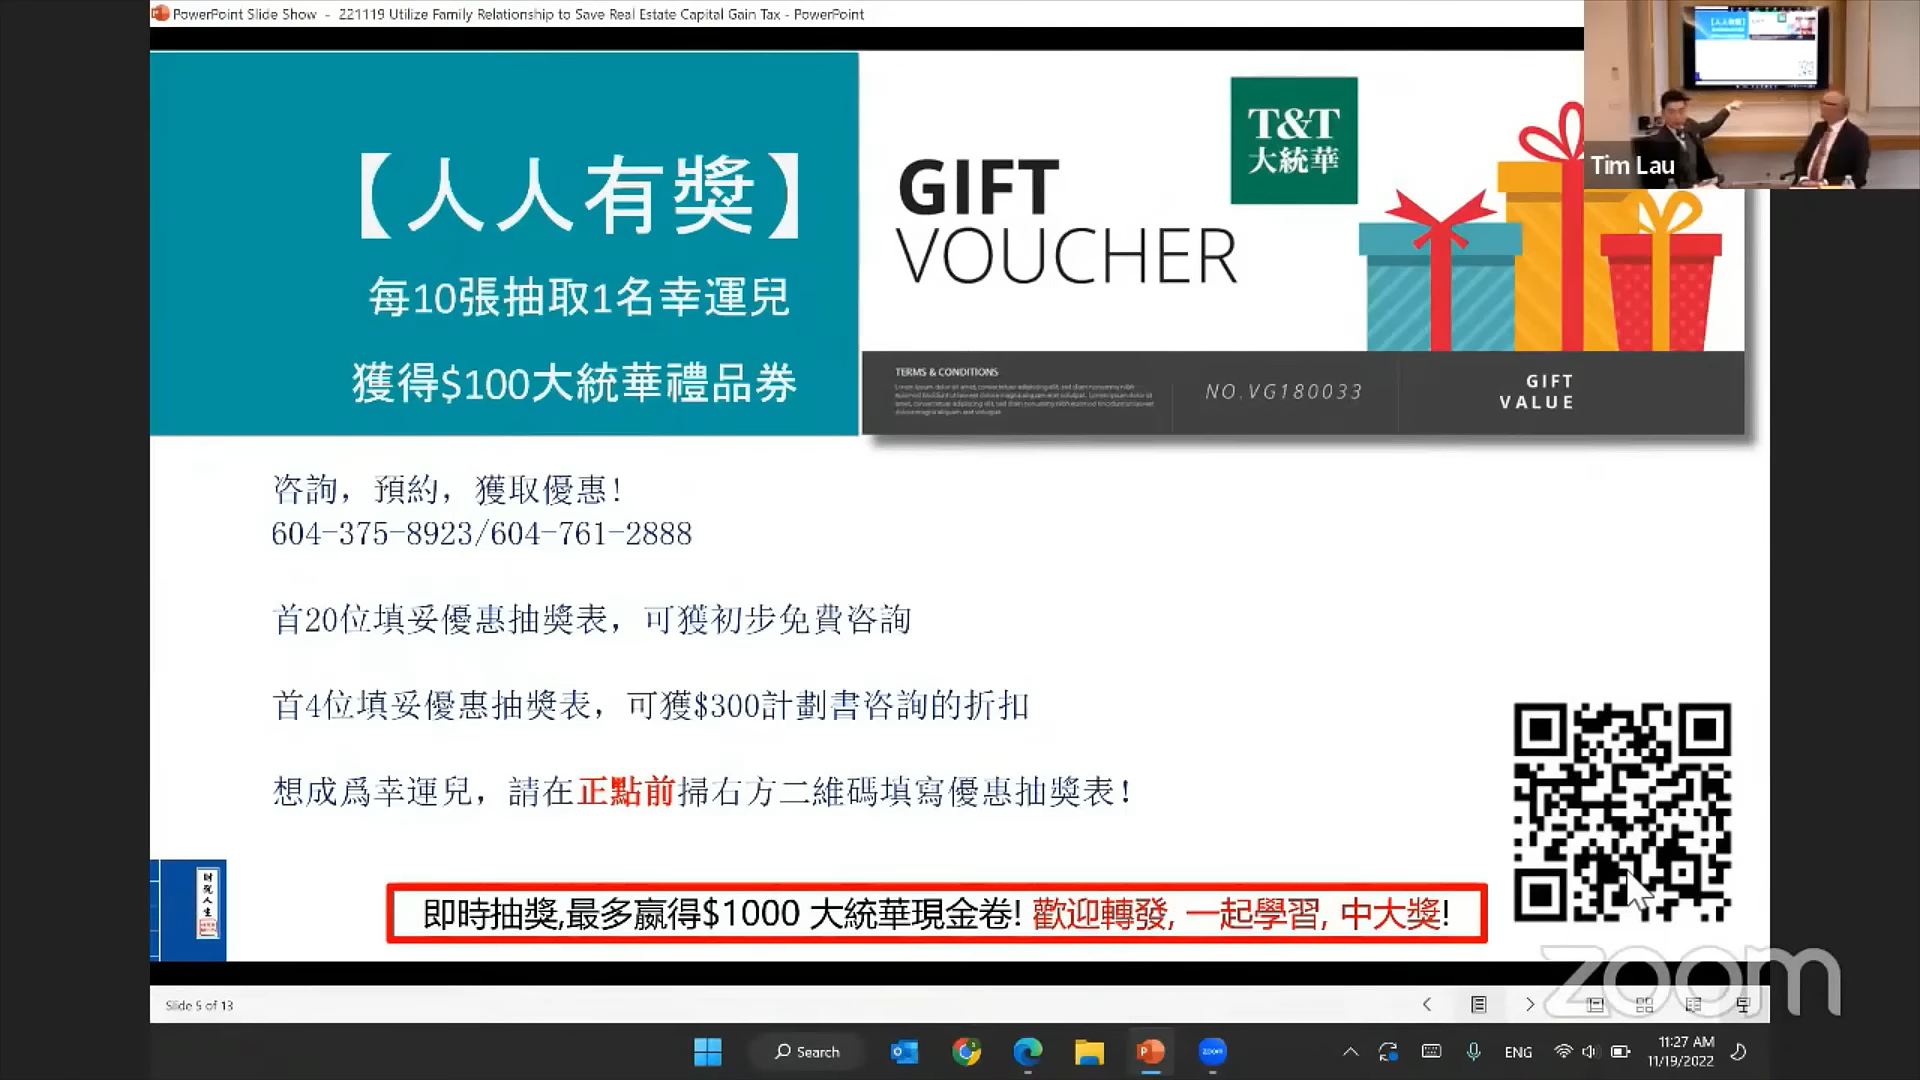 PowerPoint Slide Show - 221119 Utilize Family Relationship to Save Real Estate Capital Gain Tax - PowerPoint
Tim Lau
【人人有獎】
每10張抽取1名幸運兒
獲得$100大統華禮品券
GIFT
VOUCHER
T&T
大統華
TERMS & CONDITIONS
NO.VG180033
GIFT
VALUE
咨詢，預約，獲取優惠!
604-375-8923/604-761-2888
首20位填妥優惠抽獎表，可獲初步免費咨詢
首4位填妥優惠抽獎表，可獲$300計劃書咨詢的折扣
想成爲幸運兒，請在正點前掃右方二維碼填寫優惠抽獎表!
即時抽獎,最多嬴得$1000 大統華現金卷! 歡迎轉發, 一起學習, 中大獎!
zoom
Slide 5 of 13
Search
zoom
ENG
11:27 AM
11/19/2022